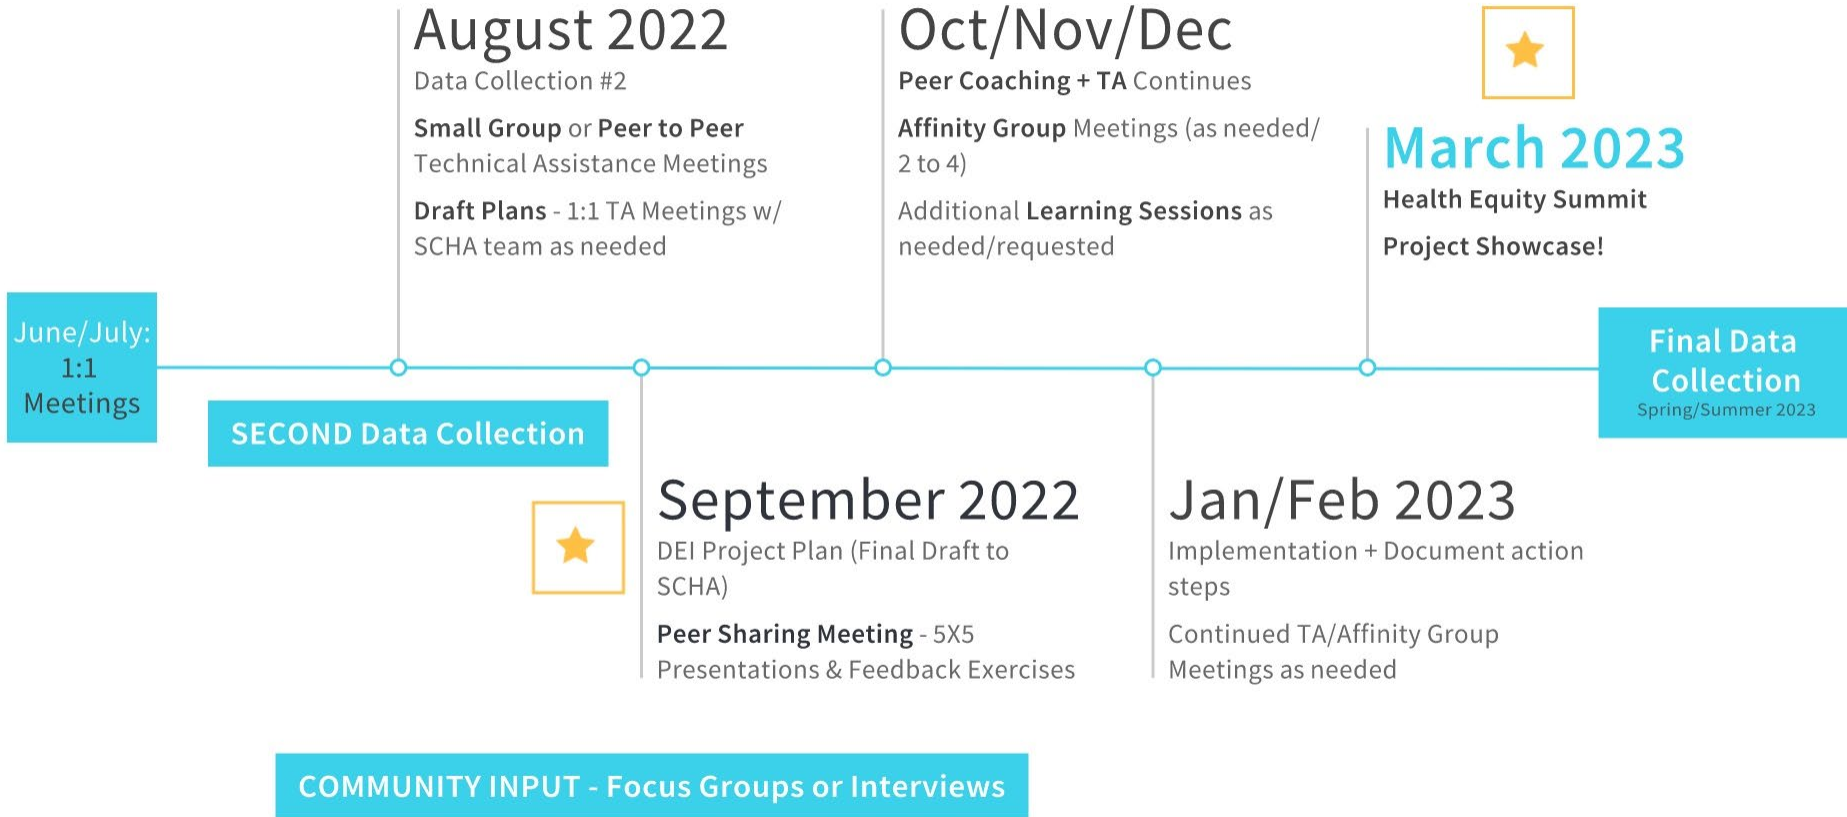 August 2022
Data Collection #2
Small Group or Peer to Peer
Technical Assistance Meetings
Draft Plans - 1:1 TA Meetings w/
SCHA team as needed
Oct/Nov/Dec
Peer Coaching + TA Continues
Affinity Group Meetings (as needed/
2 to 4)
Additional Learning Sessions as
needed/requested
March 2023
Health Equity Summit
Project Showcase!
June/July:
1:1
Meetings
Final Data
Collection
Spring/Summer 2023
SECOND Data Collection
September 2022
DEI Project Plan (Final Draft to
SCHA)
Peer Sharing Meeting - 5X5
Presentations & Feedback Exercises
Jan/Feb 2023
Implementation + Document action
steps
Continued TA/Affinity Group
Meetings as needed
COMMUNITY INPUT - Focus Groups or Interviews